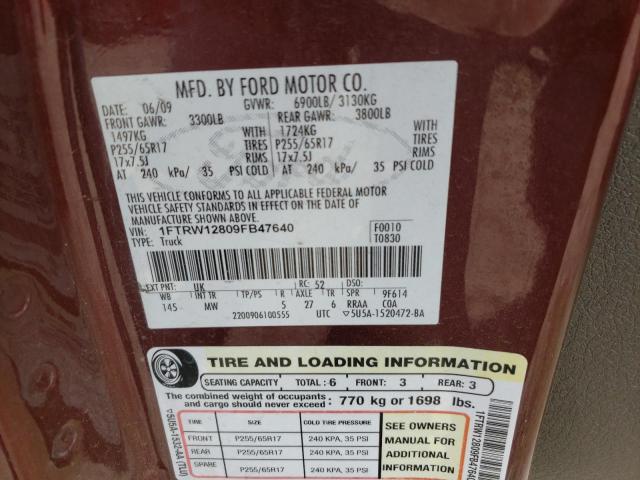 MFD. BY FORD MOTOR CO.
DATE: 06/09 GVWR: 6900LB/ 3130KG
FRONT GAWR: 3300LB REAR GAWR: 3800LB
1497KG WITH 1724KG WITH
P255/65R17 TIRES P255/65R17 TIRES
17x7.5J RIMS 17x7.5J RIMS
AT 240 kPa/ 35 PSI COLD AT 240 kPa/ 35 PSI COLD
THIS VEHICLE CONFORMS TO ALL APPLICABLE FEDERAL MOTOR
VEHICLE SAFETY STANDARDS IN EFFECT ON THE DATE OF
MANUFACTURE SHOWN ABOVE.
VIN: 1FTRW12809FB47640 F0010
TYPE: Truck T0830
EXT PNT: UK RC: 52 DSO:
WB INT TR TP/PS R AXLE TR SPR 9F614
145 MW 5 27 6 RRAA COA
2200906100555 UTC ▽5U5A-1520472-BA
TIRE AND LOADING INFORMATION
SEATING CAPACITY TOTAL : 6 FRONT: 3 REAR: 3
The combined weight of occupants
and cargo should never exceed : 770 kg or 1698 lbs.
TIRE SIZE COLD TIRE PRESSURE
FRONT P255/65R17 240 KPA, 35 PSI
REAR P255/65R17 240 KPA, 35 PSI
SPARE P255/65R17 240 KPA, 35 PSI
SEE OWNERS
MANUAL FOR
ADDITIONAL
INFORMATION
▽5U5A-1532-AA (TLU)
1FTRW12809FB47640